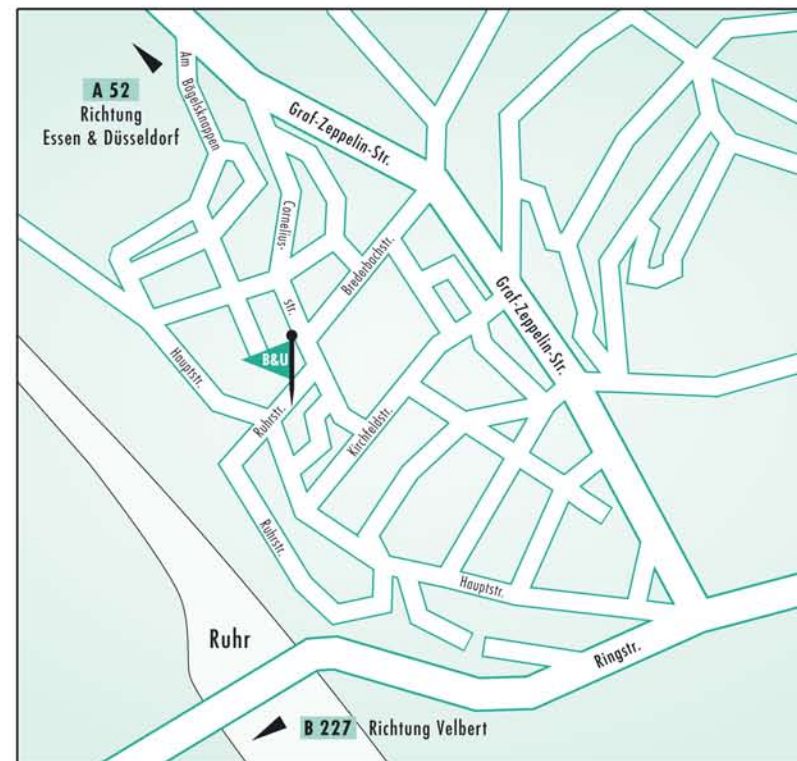 A 52
Richtung
Essen & Düsseldorf
Am
Bögelsknappen
Graf-Zeppelin-Str.
Cornelius-
str.
Brederbachstr.
Graf-Zeppelin-Str.
B&U
Hauptstr.
Ruhrstr.
Kirchfeldstr.
Ruhrstr.
Hauptstr.
Ruhr
Ringstr.
B 227 Richtung Velbert